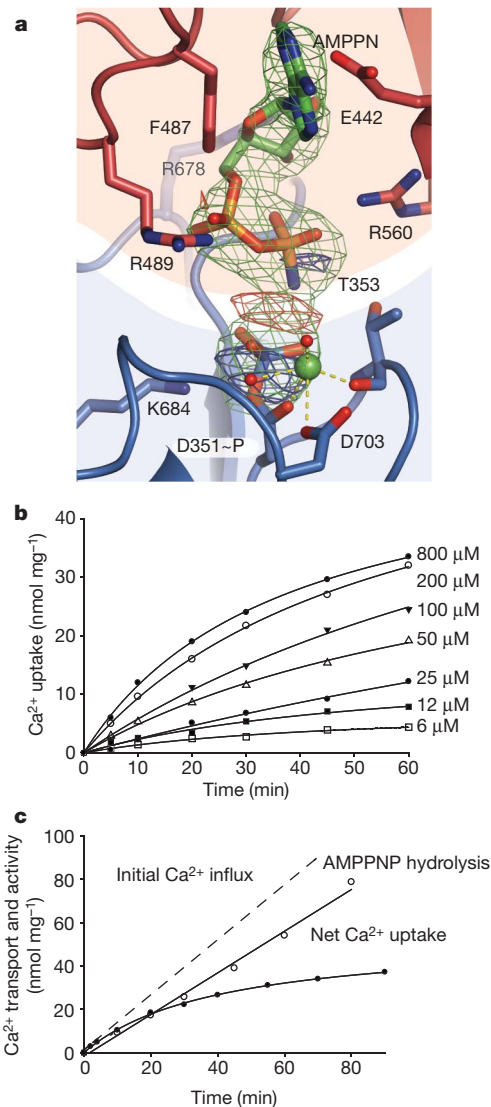 a
AMPPN
F487
E442
R678
R560
R489
T353
K684
D351~P
D703
b
Ca²⁺ uptake (nmol mg⁻¹)
40
30
20
10
0
800 µM
200 µM
100 µM
50 µM
25 µM
12 µM
6 µM
0 10 20 30 40 50 60
Time (min)
c
Ca²⁺ transport and activity
(nmol mg⁻¹)
100
80
60
40
20
0
Initial Ca²⁺ influx
AMPPNP hydrolysis
Net Ca²⁺ uptake
0 20 40 60 80
Time (min)